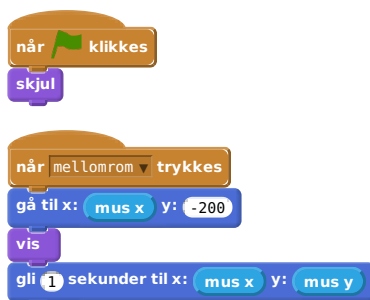 når klikkes
skjul
når mellomrom trykkes
gå til x: mus x y: -200
vis
gli 1 sekunder til x: mus x y: mus y